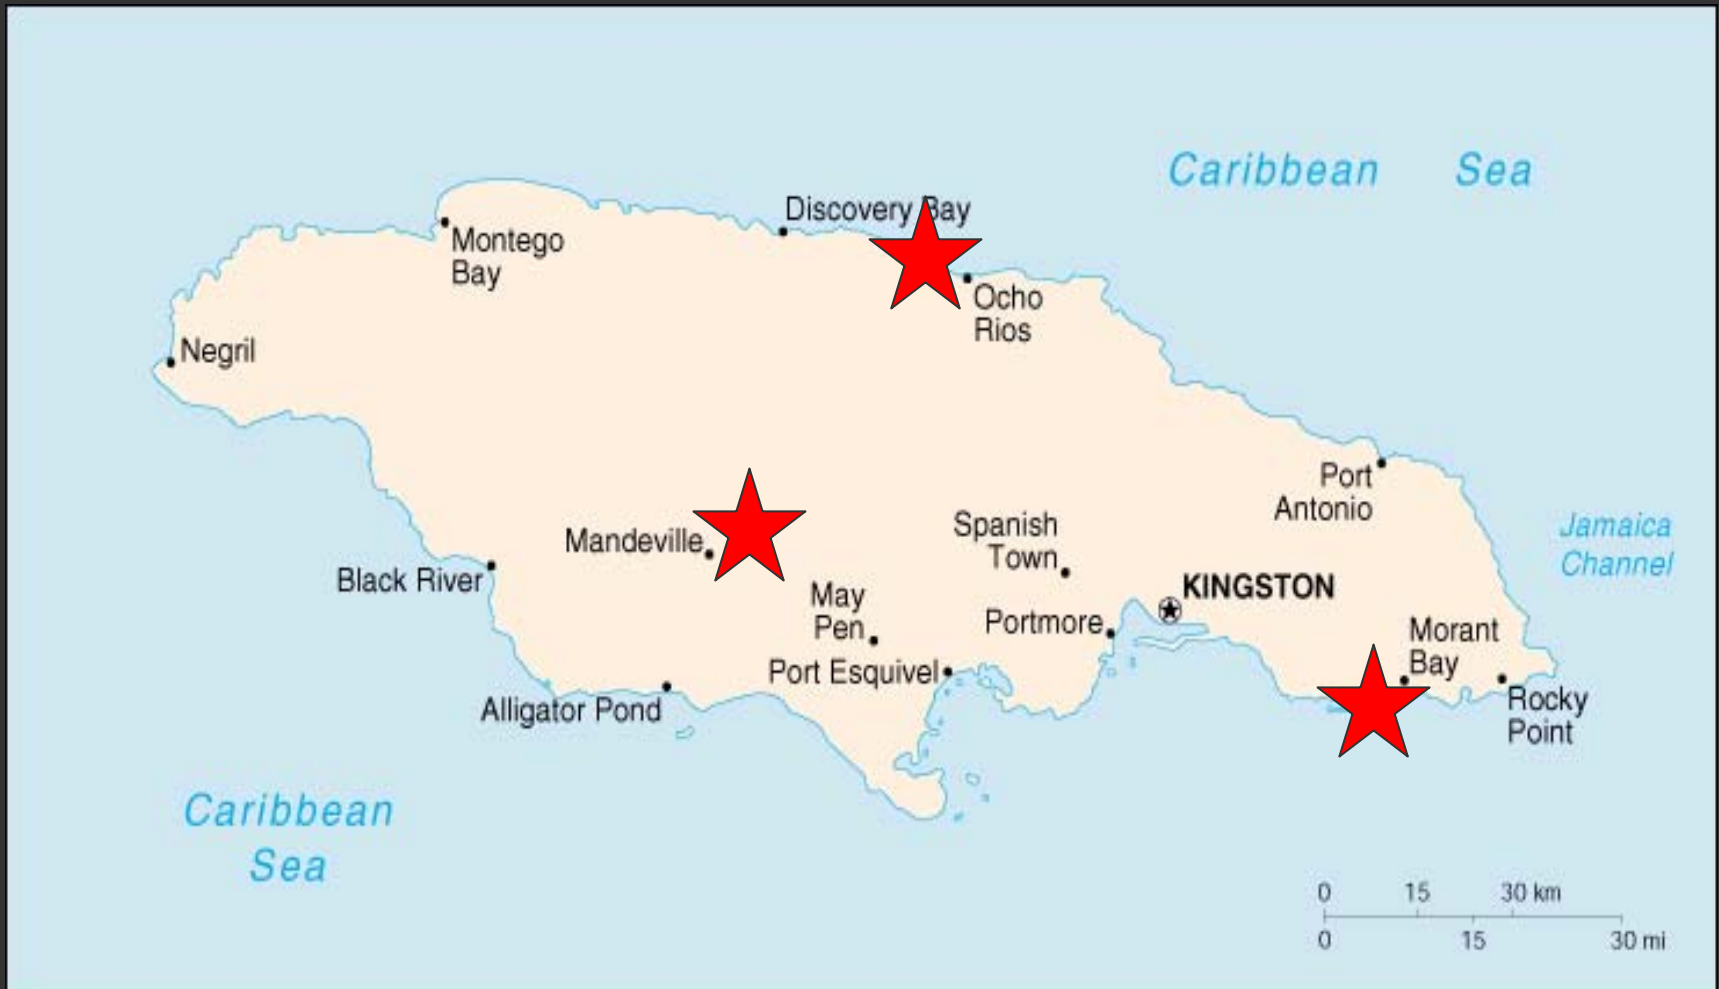 Caribbean Sea
Discovery Bay
Montego
Bay
Ocho
Rios
Negril
Port
Antonio
Jamaica
Channel
Spanish
Town
Mandeville
Black River
KINGSTON
May
Pen
Portmore
Morant
Bay
Port Esquivel
Rocky
Point
Alligator Pond
Caribbean
Sea
0 15 30 km
0 15 30 mi